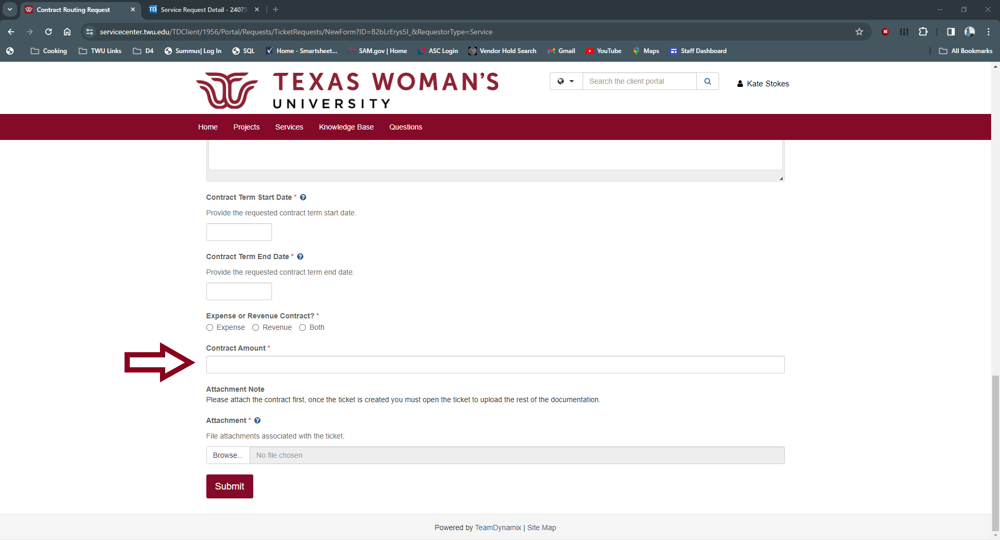 Contract Routing Request
TD Service Request Detail - 24075
servicecenter.twu.edu/TDClient/1956/Portal/Requests/TicketRequests/NewForm?ID=B2bLrErys5I_&RequestorType=Service
Cooking TWU Links D4 Summus| Log In SQL Home - Smartsheet... SAM.gov | Home ASC Login Vendor Hold Search Gmail YouTube Maps Staff Dashboard All Bookmarks
TEXAS WOMAN'S
UNIVERSITY
Search the client portal
Kate Stokes
Home Projects Services Knowledge Base Questions
Contract Term Start Date *
Provide the requested contract term start date.
Contract Term End Date *
Provide the requested contract term end date.
Expense or Revenue Contract? *
Expense Revenue Both
Contract Amount *
Attachment Note
Please attach the contract first, once the ticket is created you must open the ticket to upload the rest of the documentation.
Attachment *
File attachments associated with the ticket.
Browse... No file chosen
Submit
Powered by TeamDynamix | Site Map